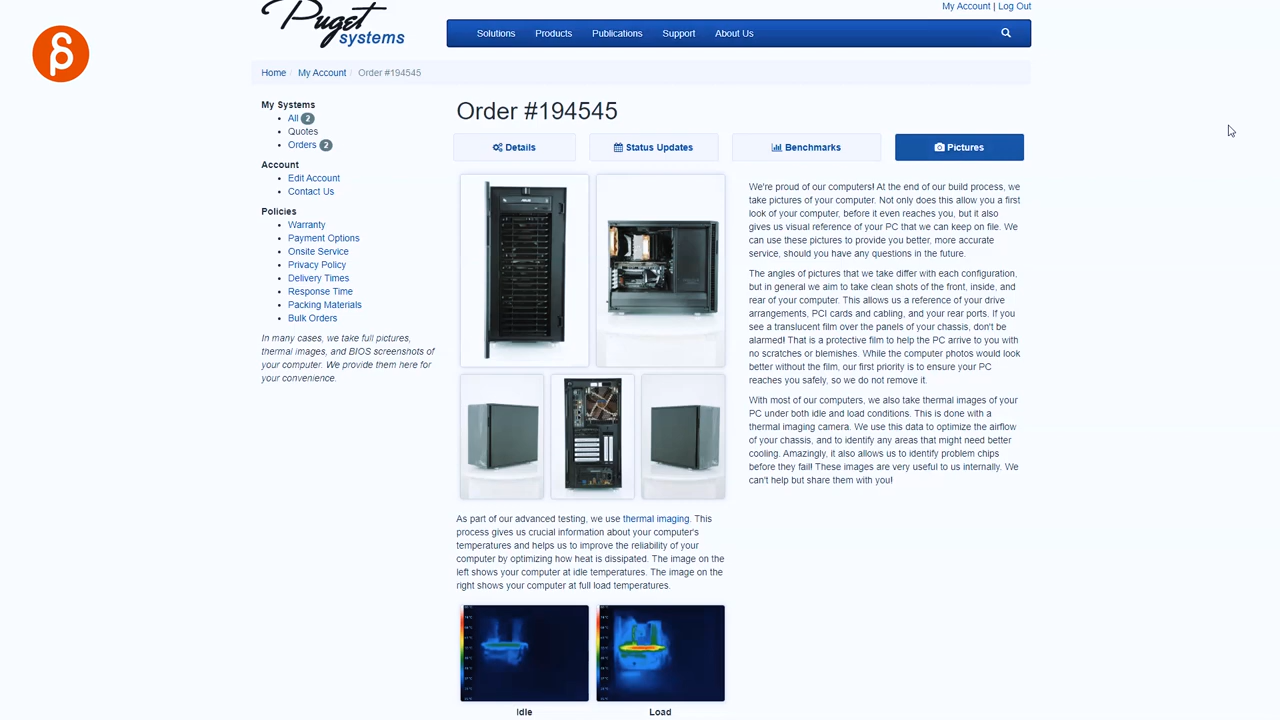 My Account | Log Out
Puget
systems
Solutions
Products
Publications
Support
About Us
Home / My Account / Order #194545
My Systems
All 2
Quotes
Orders 2
Account
Edit Account
Contact Us
Policies
Warranty
Payment Options
Onsite Service
Privacy Policy
Delivery Times
Response Time
Packing Materials
Bulk Orders
In many cases, we take full pictures,
thermal images, and BIOS screenshots of
your computer. We provide them here for
your convenience.
Order #194545
Details
Status Updates
Benchmarks
Pictures
We're proud of our computers! At the end of our build process, we
take pictures of your computer. Not only does this allow you a first
look of your computer, before it even reaches you, but it also
gives us visual reference of your PC that we can keep on file. We
can use these pictures to provide you better, more accurate
service, should you have any questions in the future.
The angles of pictures that we take differ with each configuration,
but in general we aim to take clean shots of the front, inside, and
rear of your computer. This allows us a reference of your drive
arrangements, PCI cards and cabling, and your rear ports. If you
see a translucent film over the panels of your chassis, don't be
alarmed! That is a protective film to help the PC arrive to you with
no scratches or blemishes. While the computer photos would look
better without the film, our first priority is to ensure your PC
reaches you safely, so we do not remove it.
With most of our computers, we also take thermal images of your
PC under both idle and load conditions. This is done with a
thermal imaging camera. We use this data to optimize the airflow
of your chassis, and to identify any areas that might need better
cooling. Amazingly, it also allows us to identify problem chips
before they fail! These images are very useful to us internally. We
can't help but share them with you!
As part of our advanced testing, we use thermal imaging. This
process gives us crucial information about your computer's
temperatures and helps us to improve the reliability of your
computer by optimizing how heat is dissipated. The image on the
left shows your computer at idle temperatures. The image on the
right shows your computer at full load temperatures.
Idle
Load